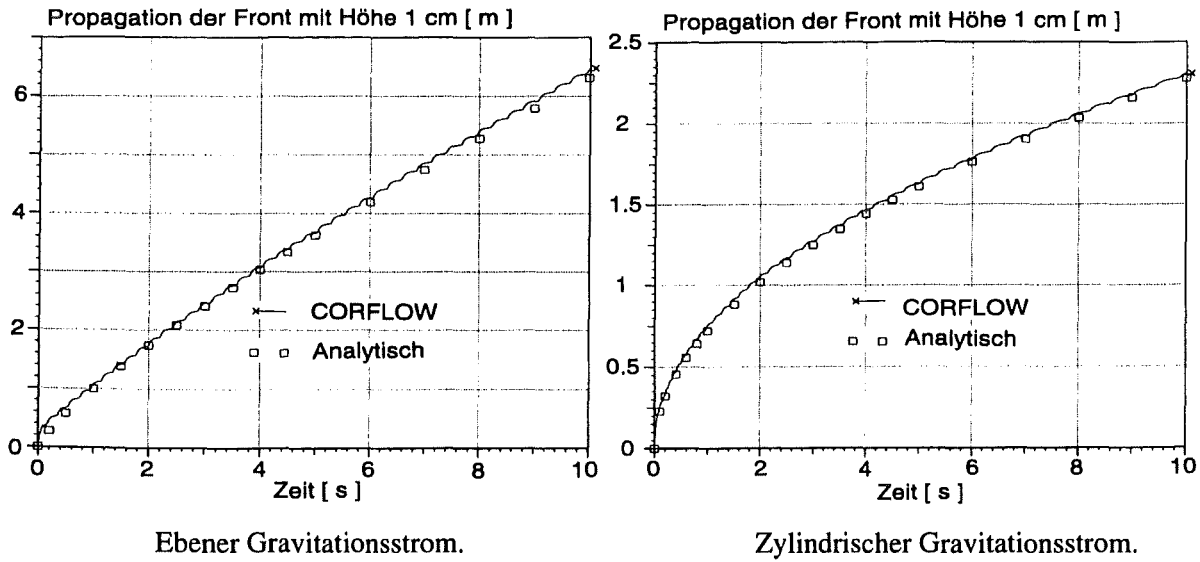 Propagation der Front mit Höhe 1 cm [ m ]
6
4
2
0
CORFLOW
Analytisch
0 2 4 6 8 10
Zeit [ s ]
Ebener Gravitationsstrom.
Propagation der Front mit Höhe 1 cm [ m ]
2.5
2
1.5
1
0.5
0
CORFLOW
Analytisch
0 2 4 6 8 10
Zeit [ s ]
Zylindrischer Gravitationsstrom.